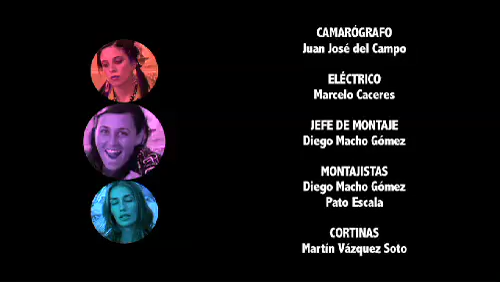 CAMARÓGRAFO
Juan José del Campo
ELÉCTRICO
Marcelo Caceres
JEFE DE MONTAJE
Diego Macho Gómez
MONTAJISTAS
Diego Macho Gómez
Pato Escala
CORTINAS
Martín Vázquez Soto